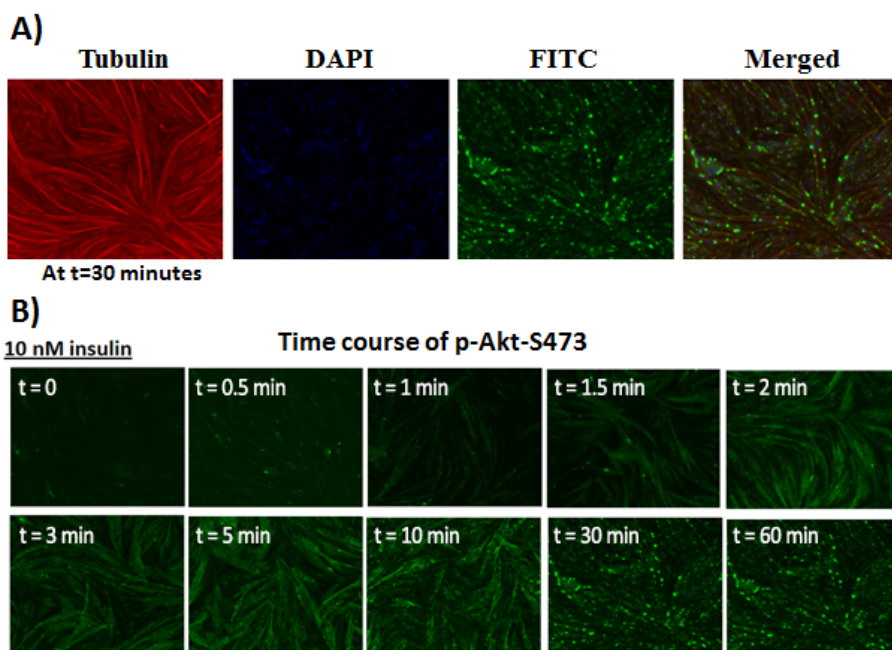 A)
Tubulin DAPI FITC Merged
At t=30 minutes
B)
10 nM insulin Time course of p-Akt-S473
t = 0 t = 0.5 min t = 1 min t = 1.5 min t = 2 min
t = 3 min t = 5 min t = 10 min t = 30 min t = 60 min